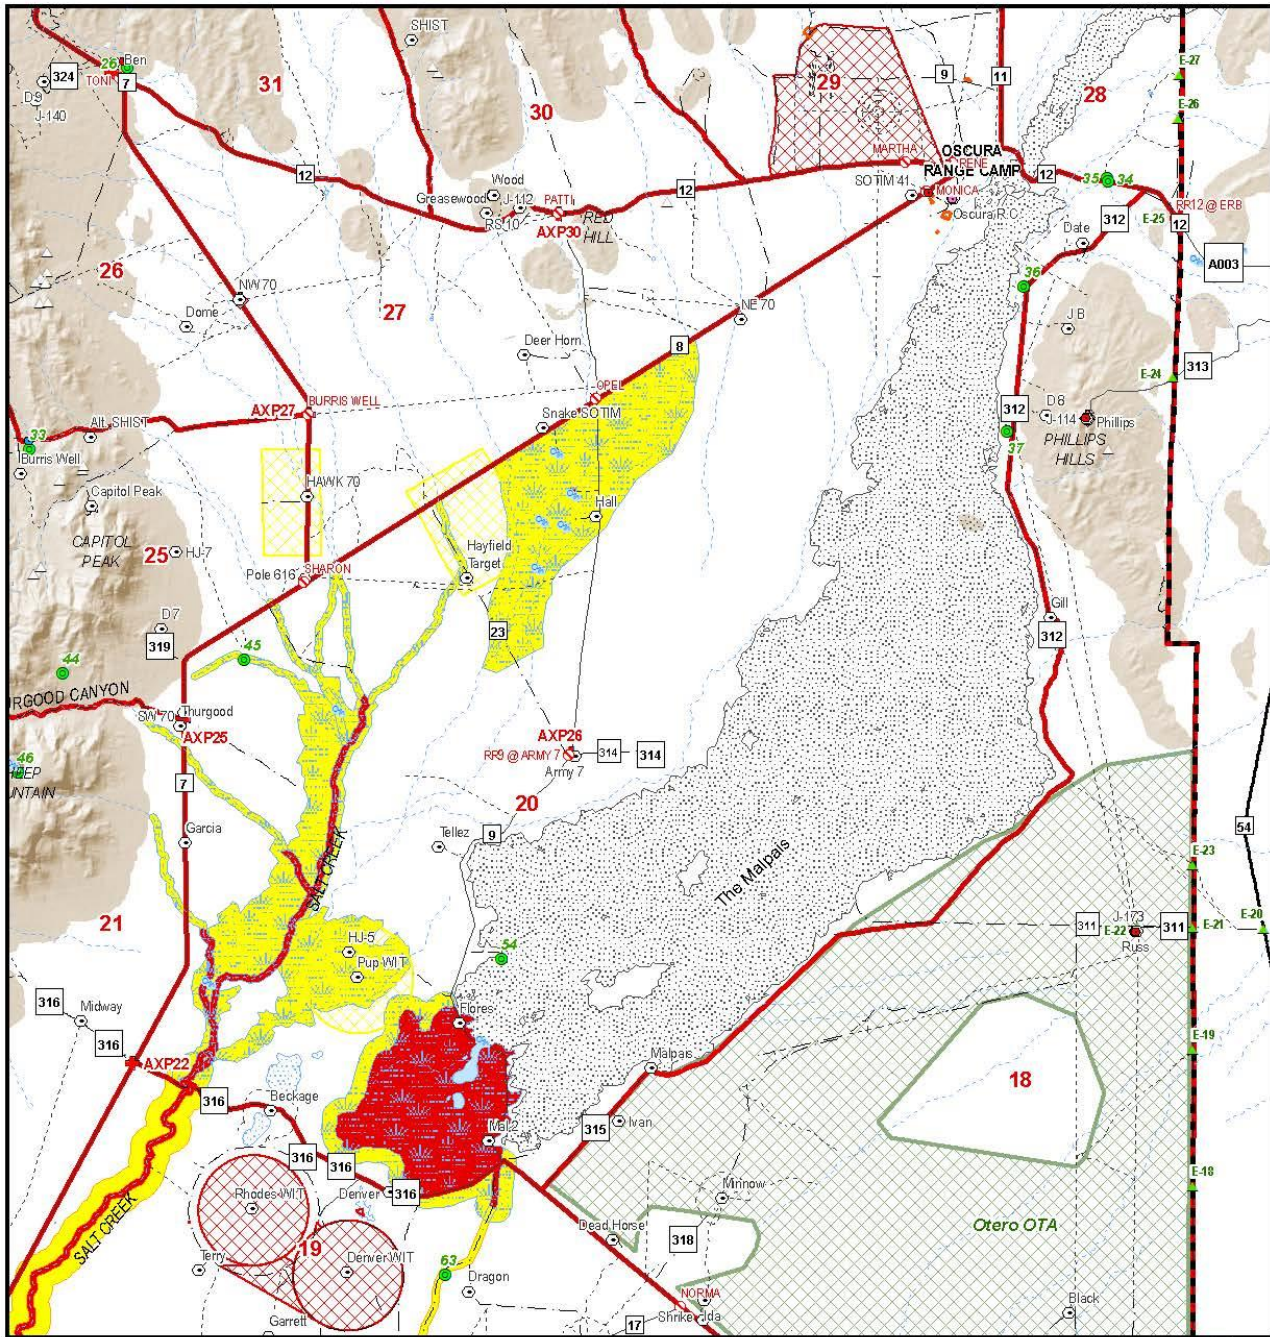 SHIST
31
30
29
9
11
28
E-27
E-26
26
Ben
324
TONI
7
D9
J-140
12
Wood
J-112
Greasewood
RS-10
PATTI
AXP30
RED
HILL
12
MARTHA
OSCURA
RENE
RANGE CAMP
SOTIM 41
MONICA
Oscura R.C.
12
35
34
312
E-25
RR12 @ ERB
12
A003
Date
26
NW 70
Dome
27
NE 70
36
J B
Deer Horn
8
OPEL
E-24
313
AXP27
BURRIS WELL
Snake SOTIM
Alt. SHIST
33
Burris Well
312
D8
J-114
Phillips
37
PHILLIPS
HILLS
Capitol Peak
HAWK 70
Hall
CAPITOL
PEAK
25
HJ-7
Hayfield
Target
Pole 616
SHARON
D7
319
23
Gill
312
44
45
RGOOD CANYON
SW 70
Thurgood
AXP25
AXP26
RR9 @ ARMY 7
314
314
Army 7
46
NTAIN
7
20
Garcia
Tellez
9
54
SALT CREEK
The Malpais
E-23
21
HJ-5
Pup WIT
54
J-173
311
E-22
311
E-21
E-20
Russ
316
Midway
316
Flores
AXP22
Malpais
E-19
18
316
Beckage
Mal 2
315
Ivan
316
316
316
Denver
Minnow
E-18
Rhodes WIT
SALT CREEK
19
Dead Horse
318
Otero OTA
Terry
Denver WIT
63
Dragon
NORMA
Garrett
17
Shrike
Ida
Black